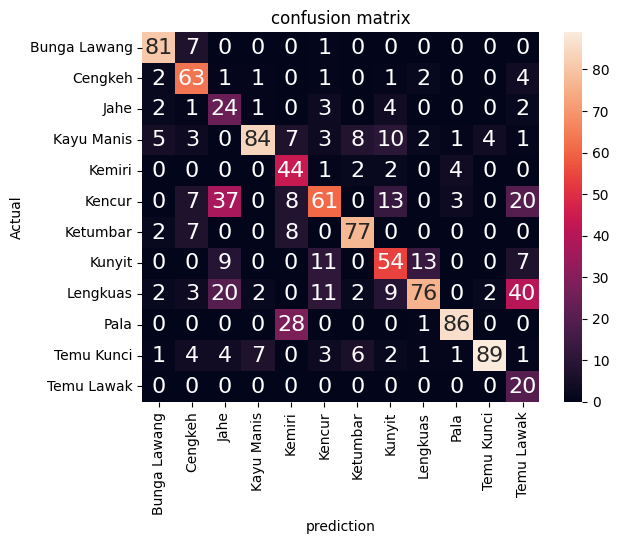 confusion matrix
Bunga Lawang 81 7 0 0 0 1 0 0 0 0 0 0
Cengkeh 2 63 1 1 0 1 0 1 2 0 0 4
Jahe 2 1 24 1 0 3 0 4 0 0 0 2
Kayu Manis 5 3 0 84 7 3 8 10 2 1 4 1
Kemiri 0 0 0 0 44 1 2 2 0 4 0 0
Kencur 0 7 37 0 8 61 0 13 0 3 0 20
Ketumbar 2 7 0 0 8 0 77 0 0 0 0 0
Kunyit 0 0 9 0 0 11 0 54 13 0 0 7
Lengkuas 2 3 20 2 0 11 2 9 76 0 2 40
Pala 0 0 0 0 28 0 0 0 1 86 0 0
Temu Kunci 1 4 4 7 0 3 6 2 1 1 89 1
Temu Lawak 0 0 0 0 0 0 0 0 0 0 0 20
Actual
Bunga Lawang
Cengkeh
Jahe
Kayu Manis
Kemiri
Kencur
Ketumbar
Kunyit
Lengkuas
Pala
Temu Kunci
Temu Lawak
prediction
80
70
60
50
40
30
20
10
0